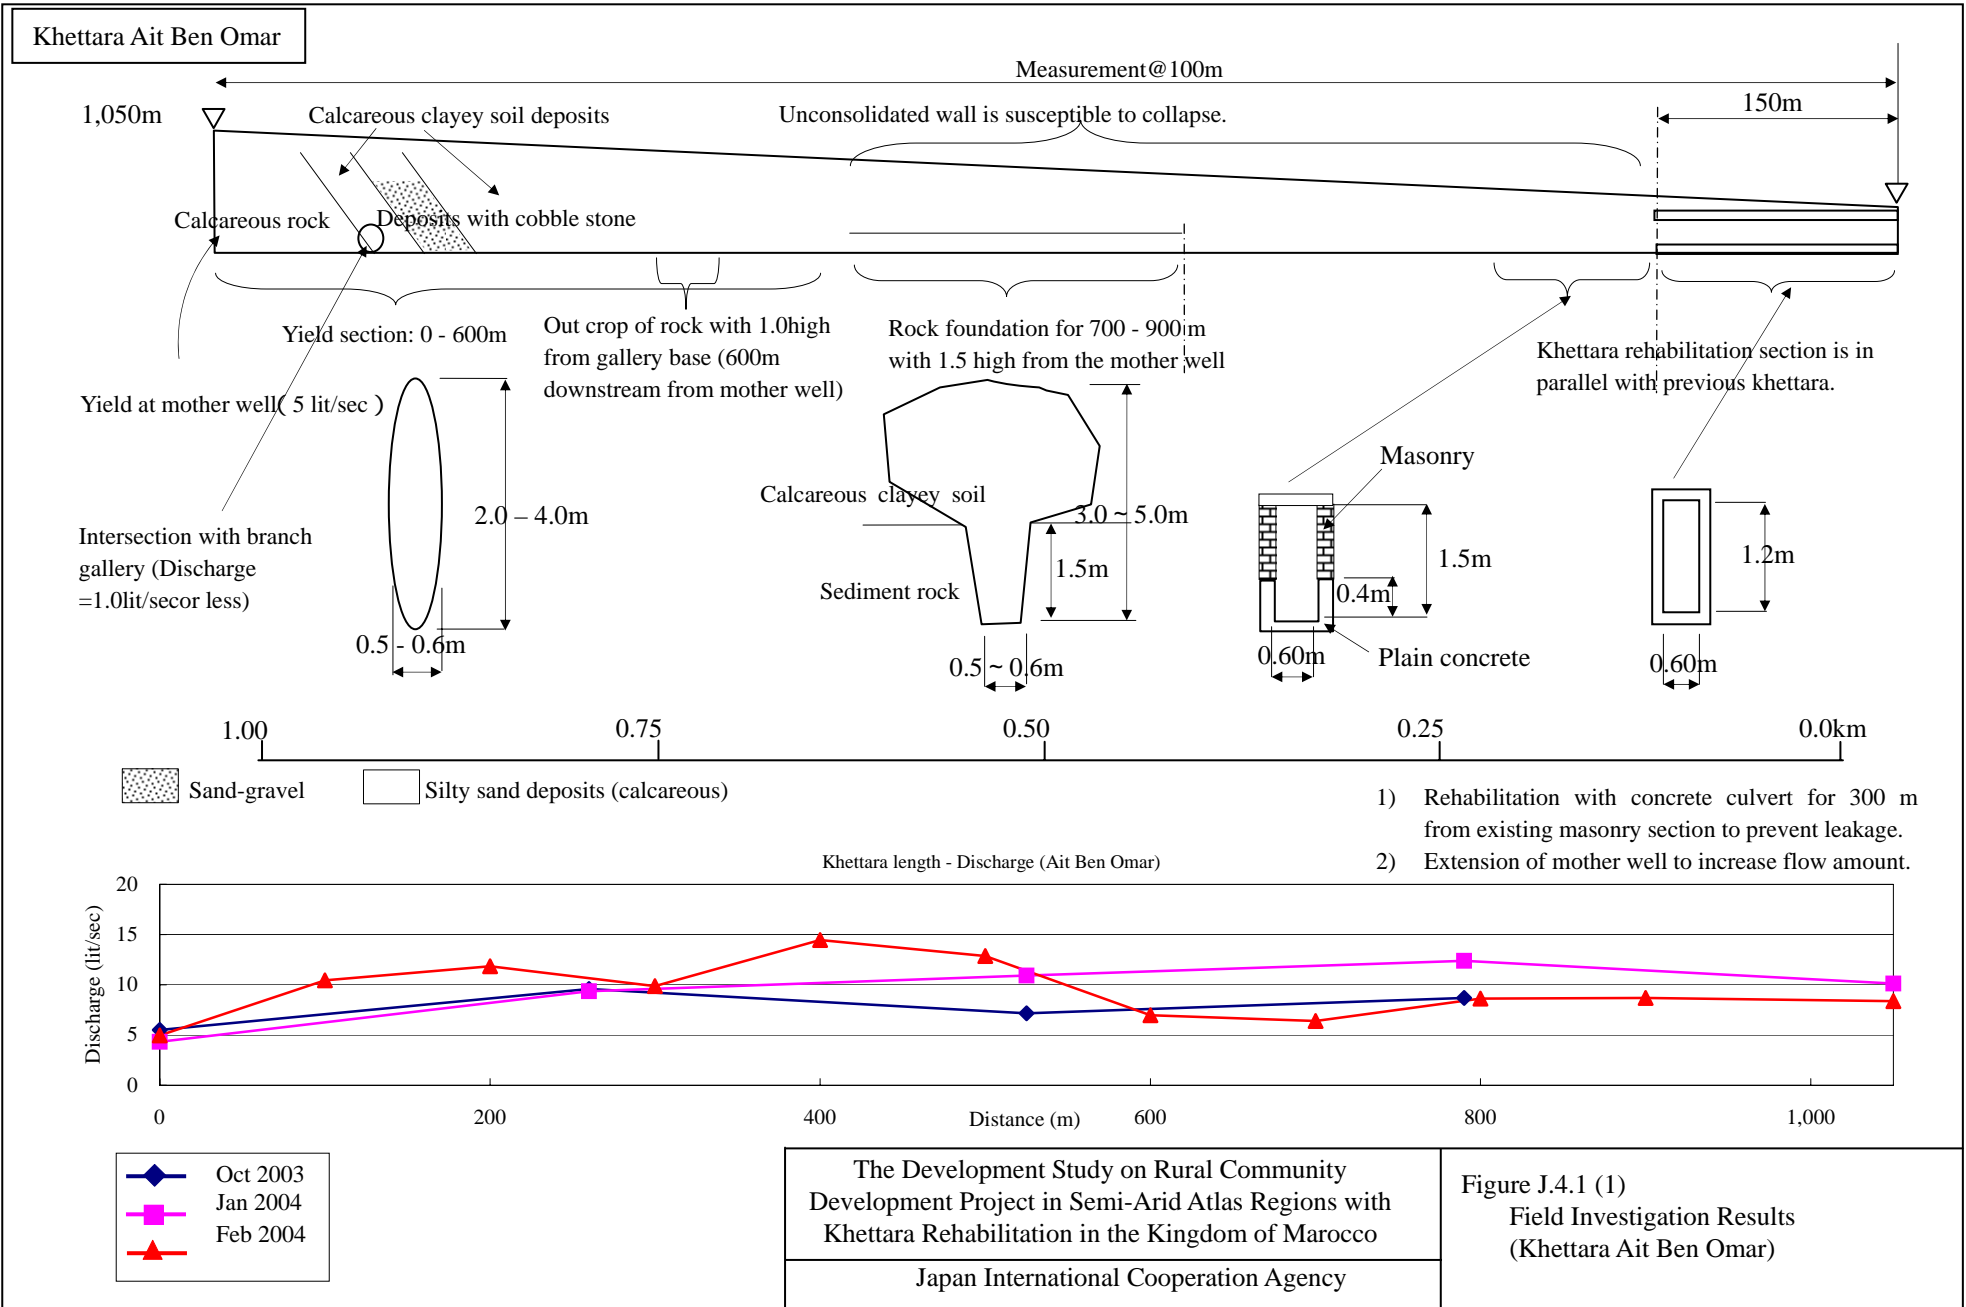 Khettara Ait Ben Omar
Measurement@100m
1,050m
Calcareous clayey soil deposits
Unconsolidated wall is susceptible to collapse.
150m
Calcareous rock
Deposits with cobble stone
Yield section: 0 - 600m
Out crop of rock with 1.0high
from gallery base (600m
downstream from mother well)
Rock foundation for 700 - 900 m
with 1.5 high from the mother well
Khettara rehabilitation section is in
parallel with previous khettara.
Yield at mother well( 5 lit/sec )
Intersection with branch
gallery (Discharge
=1.0lit/secor less)
2.0 – 4.0m
0.5 - 0.6m
Calcareous clayey soil
3.0 ~ 5.0m
1.5m
Sediment rock
0.5 ~ 0.6m
Masonry
1.5m
0.4m
0.60m
Plain concrete
1.2m
0.60m
1.00
0.75
0.50
0.25
0.0km
Sand-gravel
Silty sand deposits (calcareous)
1) Rehabilitation with concrete culvert for 300 m
from existing masonry section to prevent leakage.
2) Extension of mother well to increase flow amount.
Khettara length - Discharge (Ait Ben Omar)
Discharge (lit/sec)
20
15
10
5
0
0
200
400
600
800
1,000
Distance (m)
Oct 2003
Jan 2004
Feb 2004
The Development Study on Rural Community
Development Project in Semi-Arid Atlas Regions with
Khettara Rehabilitation in the Kingdom of Marocco
Japan International Cooperation Agency
Figure J.4.1 (1)
Field Investigation Results
(Khettara Ait Ben Omar)